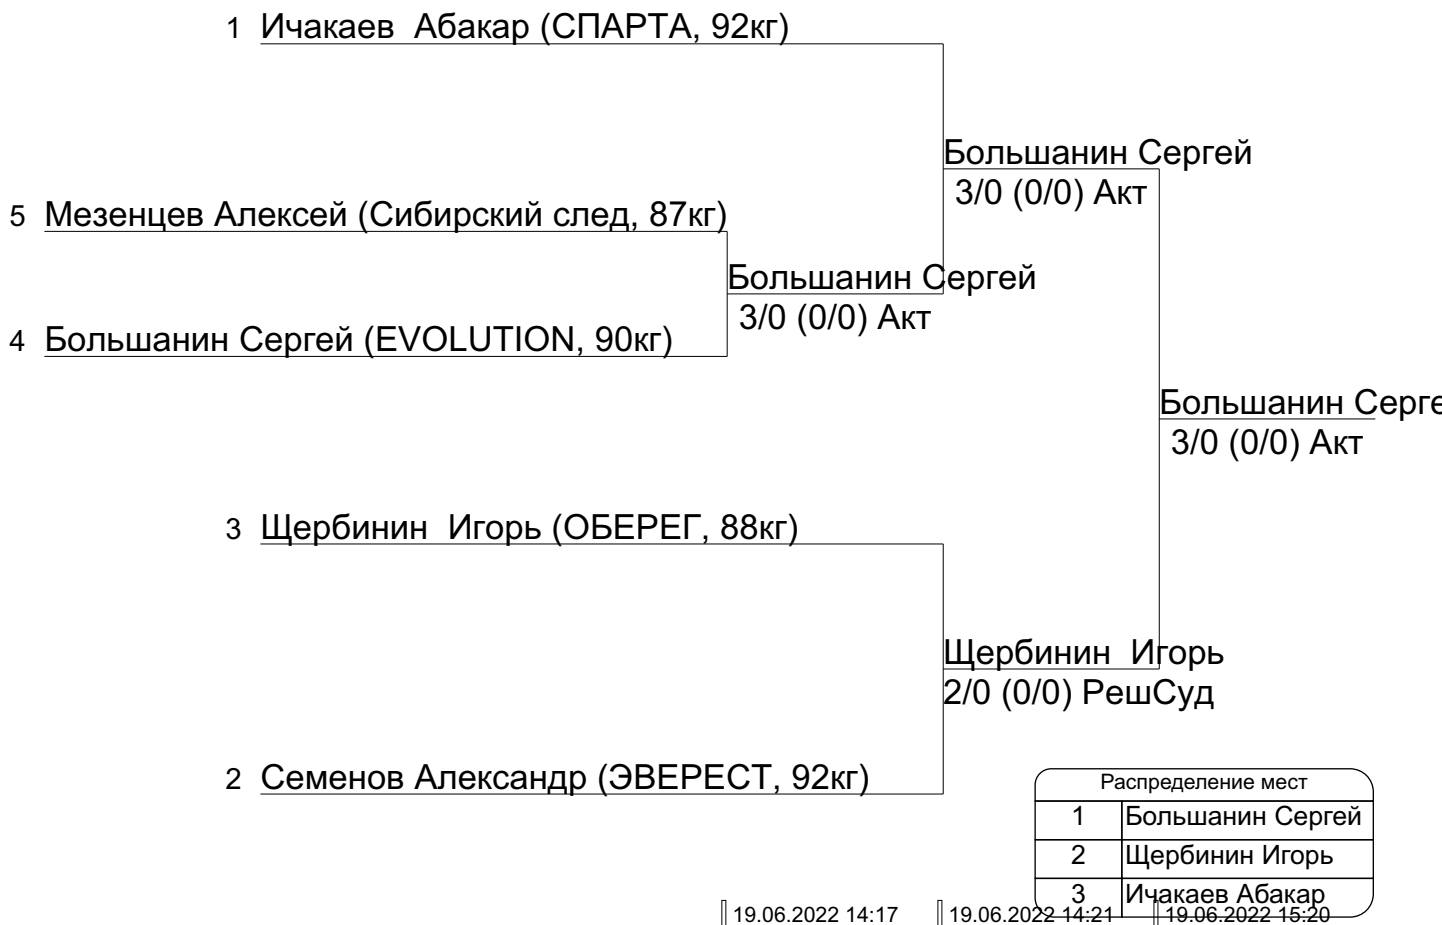 1 Ичакаев  Абакар (СПАРТА, 92кг)
Большанин Сергей
3/0 (0/0) Акт
5 Мезенцев Алексей (Сибирский след, 87кг)
Большанин Сергей
3/0 (0/0) Акт
4 Большанин Сергей (EVOLUTION, 90кг)
Большанин Серге
3/0 (0/0) Акт
3 Щербинин  Игорь (ОБЕРЕГ, 88кг)
Щербинин  Игорь
2/0 (0/0) РешСуд
2 Семенов Александр (ЭВЕРЕСТ, 92кг)
Распределение мест
1 Большанин Сергей
2 Щербинин Игорь
3 Ичакаев Абакар
19.06.2022 14:17 19.06.2022 14:21 19.06.2022 15:20